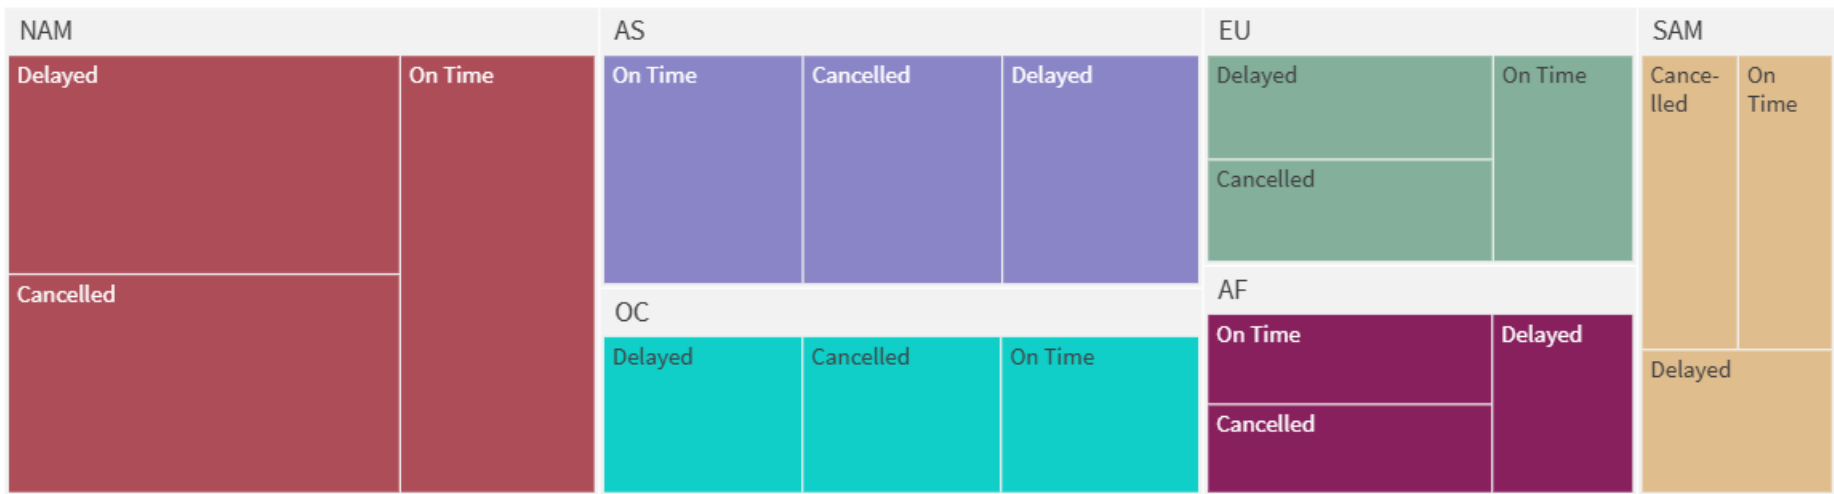 NAM
Delayed
On Time
Cancelled
AS
On Time
Cancelled
Delayed
OC
Delayed
Cancelled
On Time
EU
Delayed
On Time
Cancelled
AF
On Time
Delayed
Cancelled
SAM
Cance-
lled
On
Time
Delayed